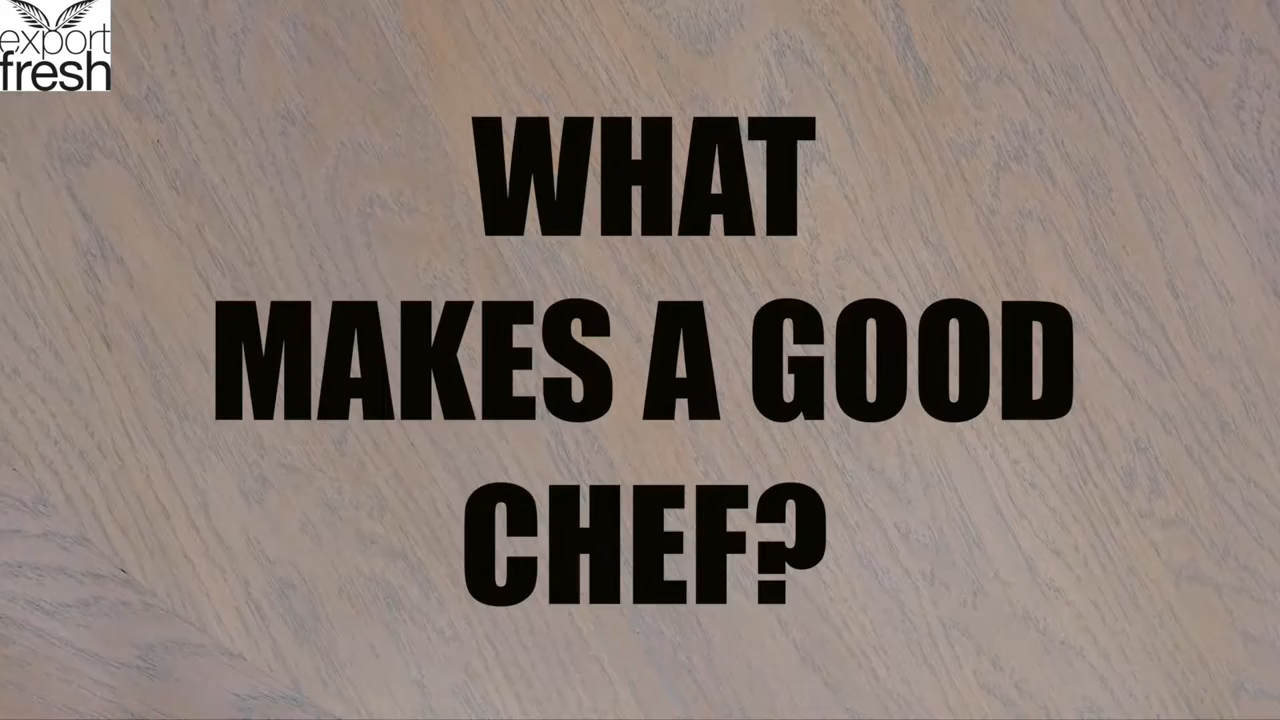 export
fresh
WHAT
MAKES A GOOD
CHEF?